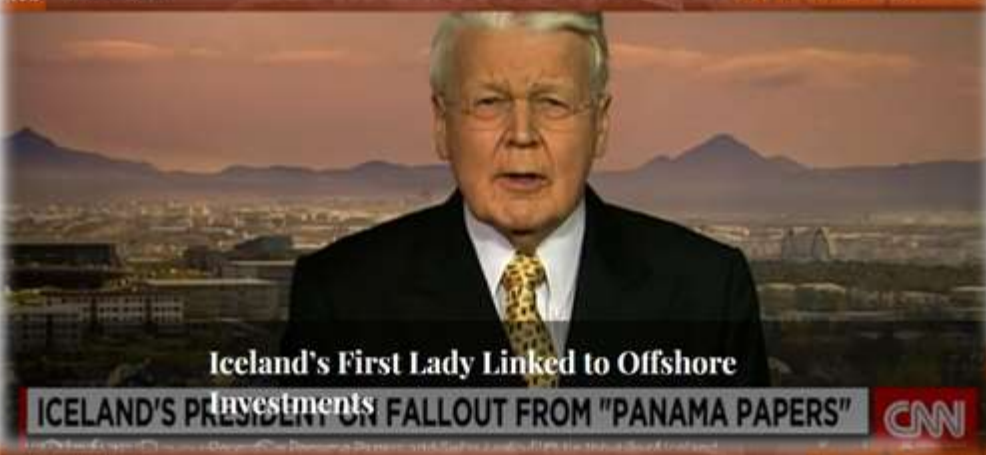 Iceland's First Lady Linked to Offshore
Investments
ICELAND'S PRESIDENT ON FALLOUT FROM "PANAMA PAPERS"
CNN